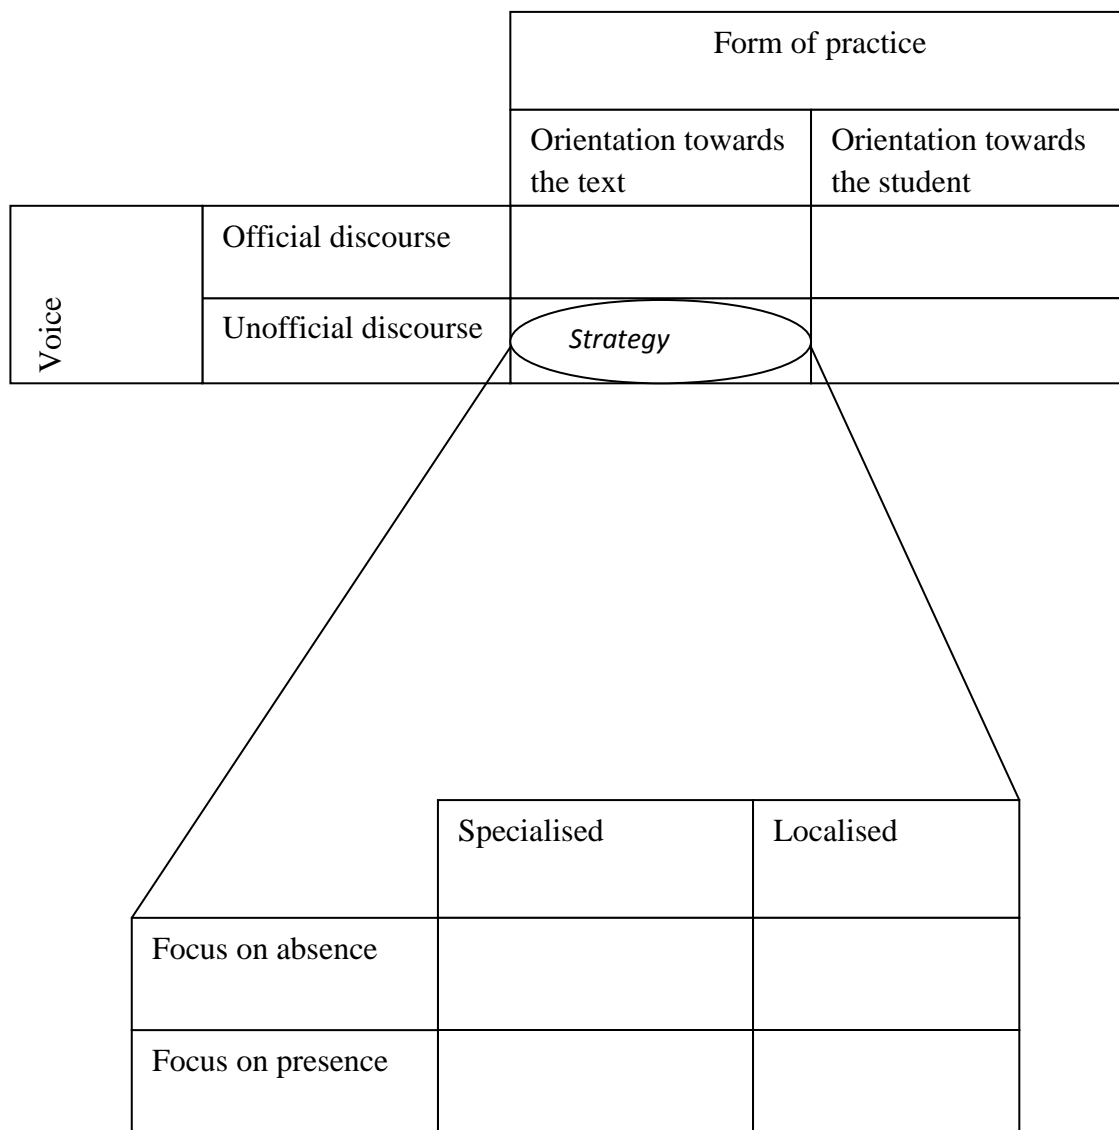 Form of practice
Orientation towards
the text
Orientation towards
the student
Voice
Official discourse
Unofficial discourse
Strategy
Specialised
Localised
Focus on absence
Focus on presence